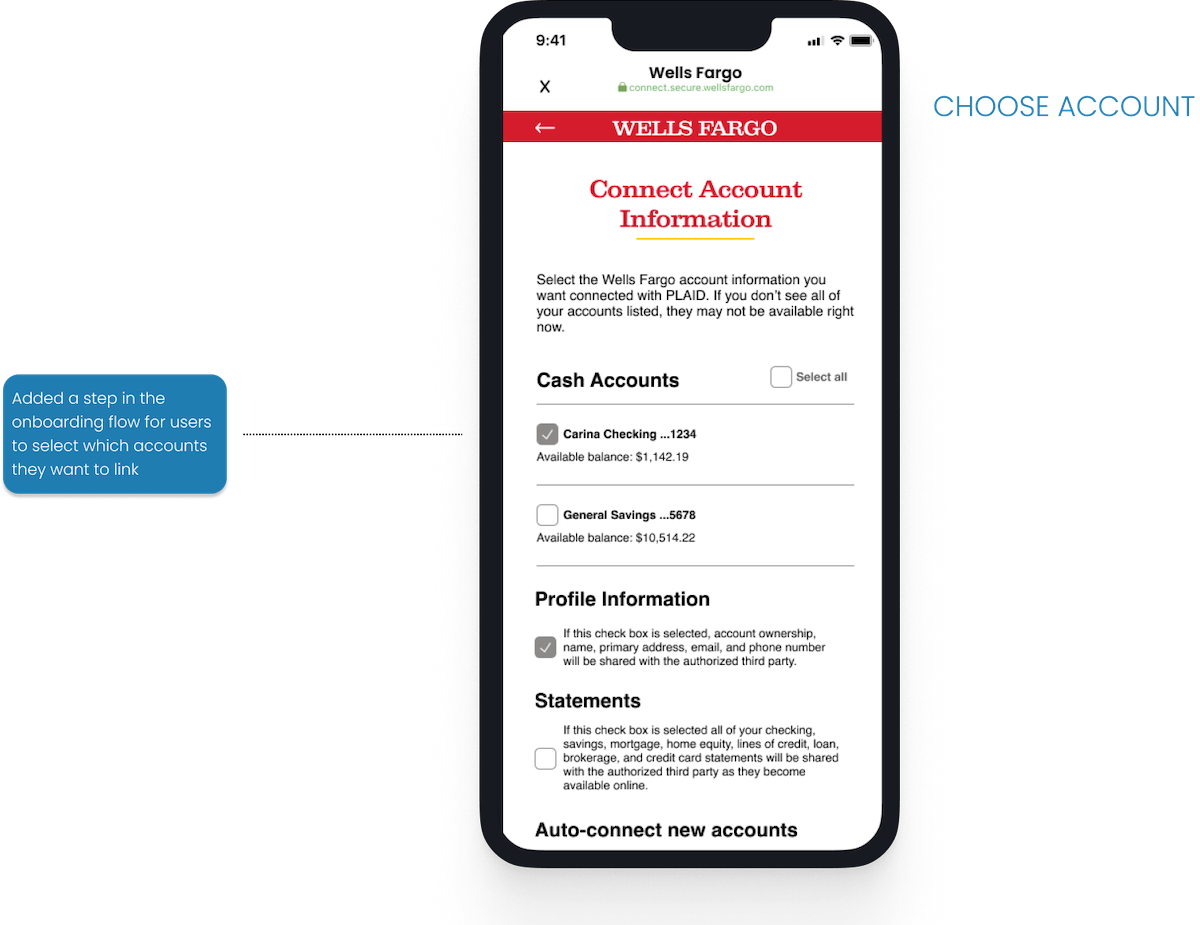 9:41
X
Wells Fargo
connect.secure.wellsfargo.com
CHOOSE ACCOUNT
WELLS FARGO
Connect Account
Information
Select the Wells Fargo account information you
want connected with PLAID. If you don't see all of
your accounts listed, they may not be available right
now.
Added a step in the
onboarding flow for users
to select which accounts
they want to link
Cash Accounts
Select all
Carina Checking ...1234
Available balance: $1,142.19
General Savings ...5678
Available balance: $10,514.22
Profile Information
If this check box is selected, account ownership,
name, primary address, email, and phone number
will be shared with the authorized third party.
Statements
If this check box is selected all of your checking,
savings, mortgage, home equity, lines of credit, loan,
brokerage, and credit card statements will be shared
with the authorized third party as they become
available online.
Auto-connect new accounts